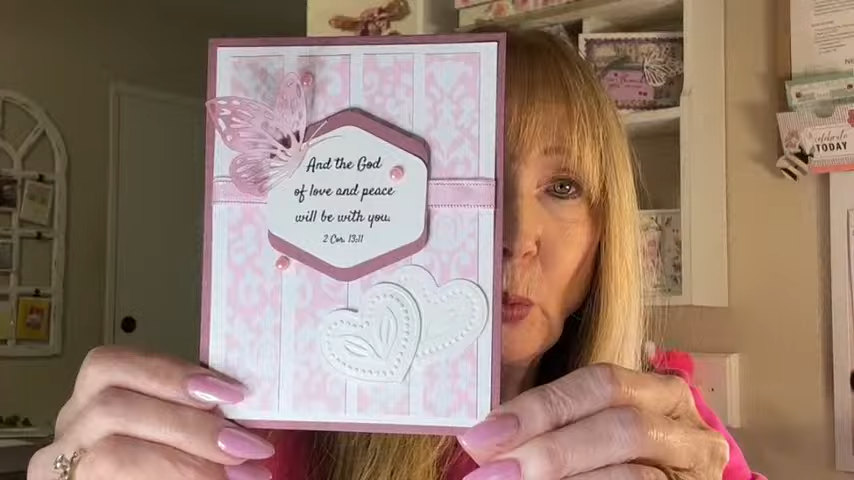 And the God
of love and peace
will be with you.
2 Cor. 13:11
celebrate
TODAY